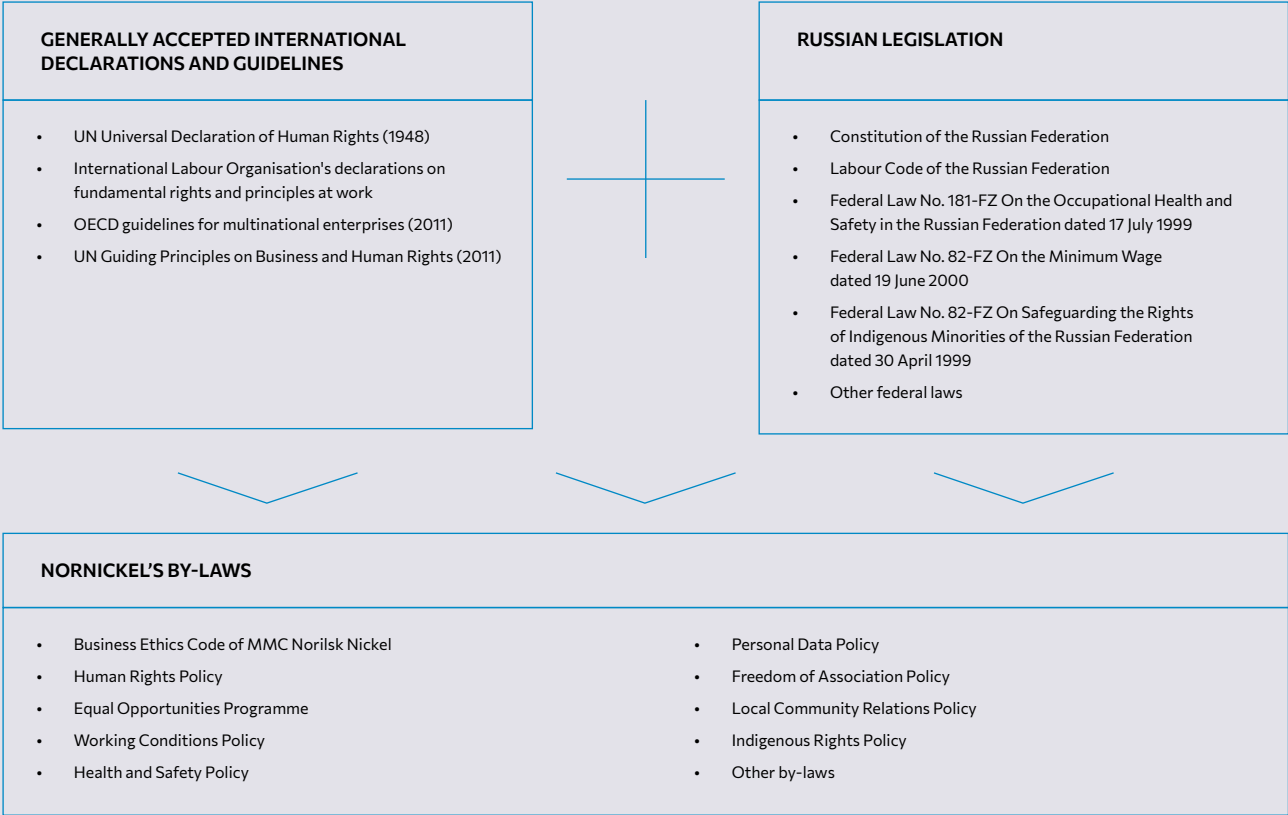 GENERALLY ACCEPTED INTERNATIONAL
DECLARATIONS AND GUIDELINES
• UN Universal Declaration of Human Rights (1948)
• International Labour Organisation's declarations on
fundamental rights and principles at work
• OECD guidelines for multinational enterprises (2011)
• UN Guiding Principles on Business and Human Rights (2011)
RUSSIAN LEGISLATION
• Constitution of the Russian Federation
• Labour Code of the Russian Federation
• Federal Law No. 181-FZ On the Occupational Health and
Safety in the Russian Federation dated 17 July 1999
• Federal Law No. 82-FZ On the Minimum Wage
dated 19 June 2000
• Federal Law No. 82-FZ On Safeguarding the Rights
of Indigenous Minorities of the Russian Federation
dated 30 April 1999
• Other federal laws
NORNICKEL’S BY-LAWS
• Business Ethics Code of MMC Norilsk Nickel
• Human Rights Policy
• Equal Opportunities Programme
• Working Conditions Policy
• Health and Safety Policy
• Personal Data Policy
• Freedom of Association Policy
• Local Community Relations Policy
• Indigenous Rights Policy
• Other by-laws